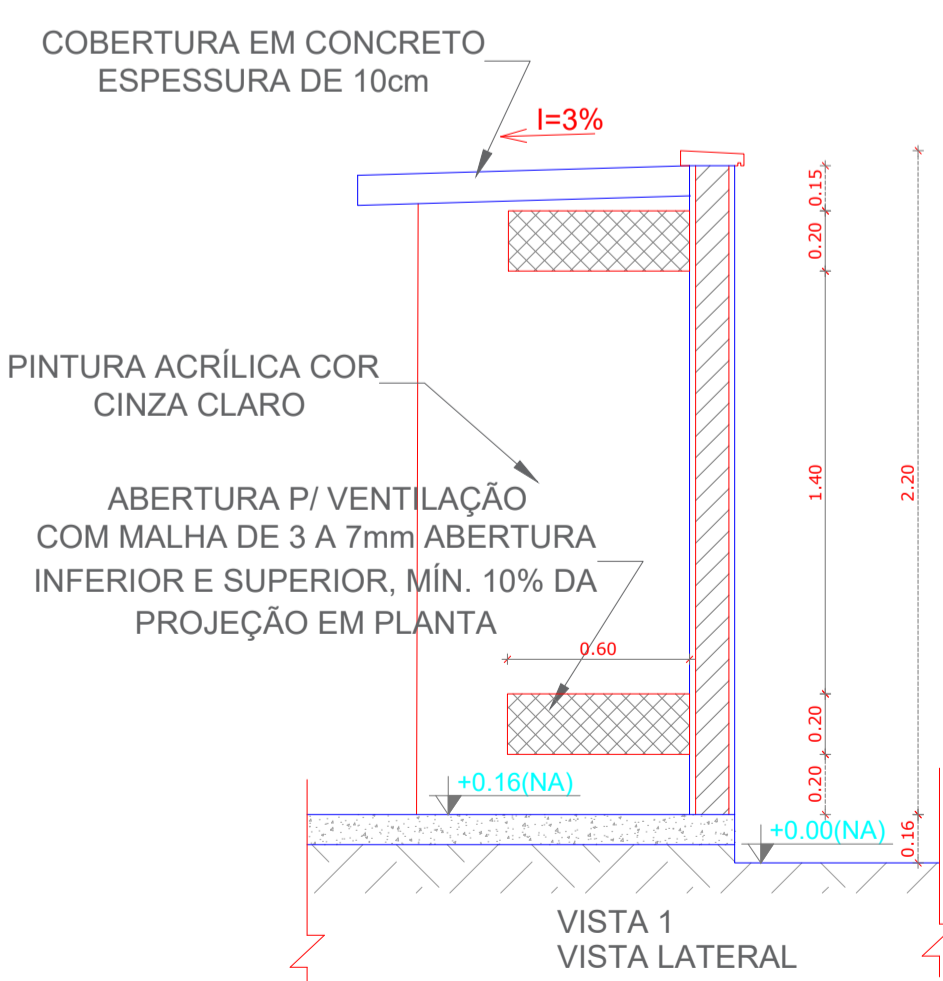 COBERTURA EM CONCRETO
ESPESSURA DE 10cm
I=3%
0.15
0.20
PINTURA ACRÍLICA COR
CINZA CLARO
1.40
2.20
ABERTURA P/ VENTILAÇÃO
COM MALHA DE 3 A 7mm ABERTURA
INFERIOR E SUPERIOR, MÍN. 10% DA
PROJEÇÃO EM PLANTA
0.60
0.20
0.20
+0.16(NA)
+0.00(NA)
0.16
VISTA 1
VISTA LATERAL